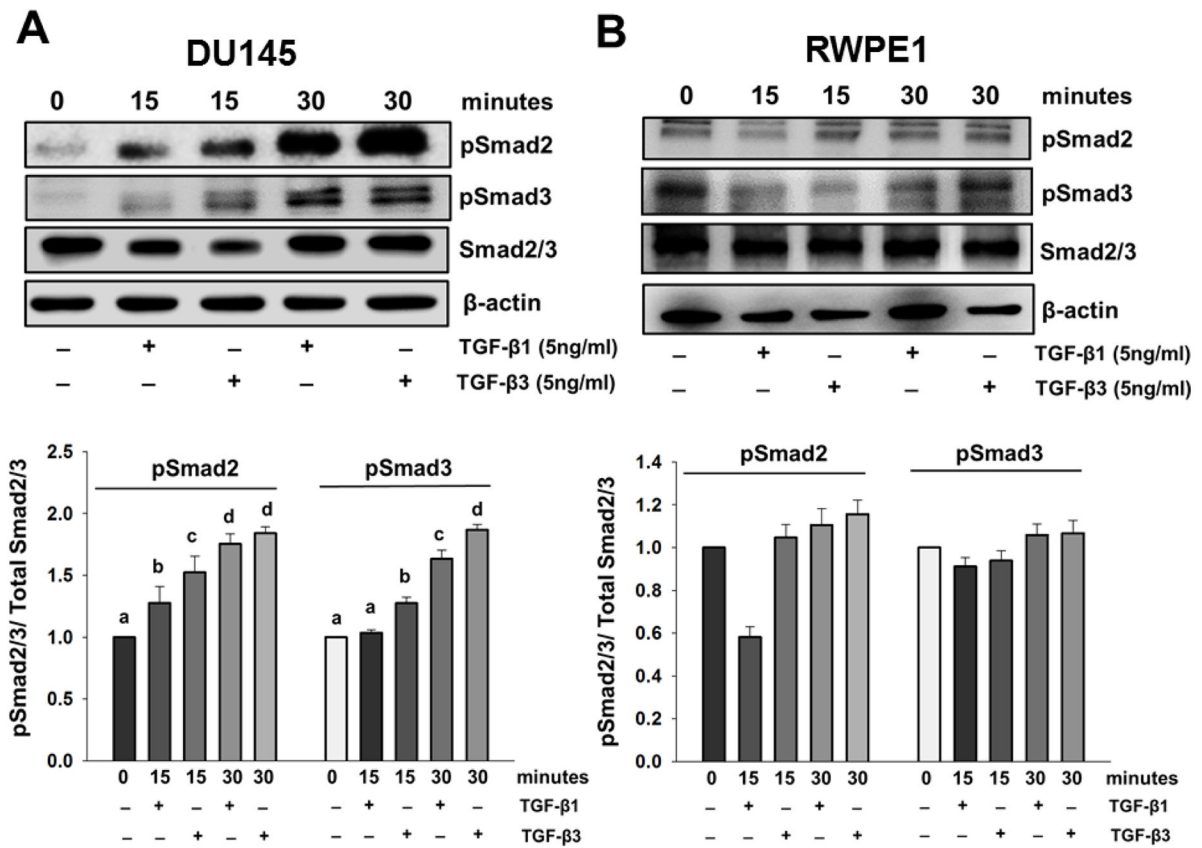 A
DU145
0 15 15 30 30 minutes
pSmad2
pSmad3
Smad2/3
β-actin
– + – + – TGF-β1 (5ng/ml)
– – + – + TGF-β3 (5ng/ml)
B
RWPE1
0 15 15 30 30 minutes
pSmad2
pSmad3
Smad2/3
β-actin
– + – + – TGF-β1 (5ng/ml)
– – + – + TGF-β3 (5ng/ml)
pSmad2/3/ Total Smad2/3
2.5
2.0
1.5
1.0
0.5
0.0
pSmad2
a b c d d
pSmad3
a a b c d
0 15 15 30 30 0 15 15 30 30 minutes
– + – + – – + – + – TGF-β1
– – + – + – – + – + TGF-β3
pSmad2/3/ Total Smad2/3
1.4
1.2
1.0
0.8
0.6
0.4
0.2
0.0
pSmad2
pSmad3
0 15 15 30 30 0 15 15 30 30 minutes
– + – + – – + – + – TGF-β1
– – + – + – – + – + TGF-β3